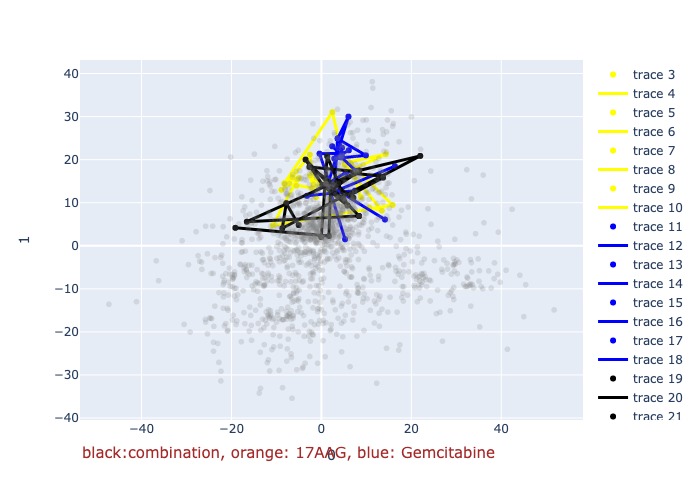 40
30
20
10
0
−10
−20
−30
−40
1
−40
−20
0
20
40
0
black:combination, orange: 17AAG, blue: Gemcitabine
trace 3
trace 4
trace 5
trace 6
trace 7
trace 8
trace 9
trace 10
trace 11
trace 12
trace 13
trace 14
trace 15
trace 16
trace 17
trace 18
trace 19
trace 20
trace 21